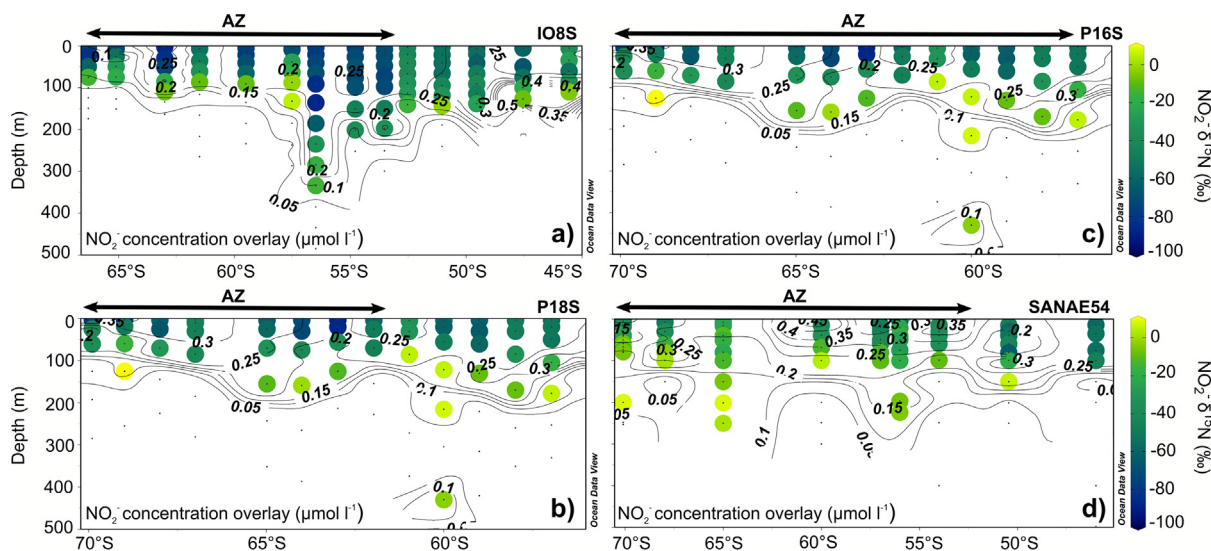 AZ
IO8S
0
100
200
300
400
500
Depth (m)
0.1
0.25
0.2
0.15
0.2
0.25
0.25
0.2
0.25
0.3
0.4
0.5
0.4
0.35
0.2
0.1
0.05
NO₂⁻ concentration overlay (µmol l⁻¹)
a)
Ocean Data View
65°S
60°S
55°S
50°S
45°S
AZ
P16S
0.2
0.35
0.3
0.2
0.25
0.25
0.3
0.15
0.05
0.1
0.1
NO₂⁻ concentration overlay (µmol l⁻¹)
c)
Ocean Data View
70°S
65°S
60°S
0
-20
-40
-60
-80
-100
NO₂⁻ δ¹⁵N (‰)
AZ
P18S
0
100
200
300
400
500
Depth (m)
0.2
0.35
0.3
0.2
0.25
0.25
0.25
0.3
0.15
0.05
0.1
0.1
NO₂⁻ concentration overlay (µmol l⁻¹)
b)
Ocean Data View
70°S
65°S
60°S
AZ
SANAE54
0.15
0.3
0.25
0.4
0.45
0.35
0.3
0.35
0.25
0.2
0.3
0.25
0.2
0.05
0.05
0.15
0.1
NO₂⁻ concentration overlay (µmol l⁻¹)
d)
Ocean Data View
70°S
65°S
60°S
55°S
50°S
0
-20
-40
-60
-80
-100
NO₂⁻ δ¹⁵N (‰)